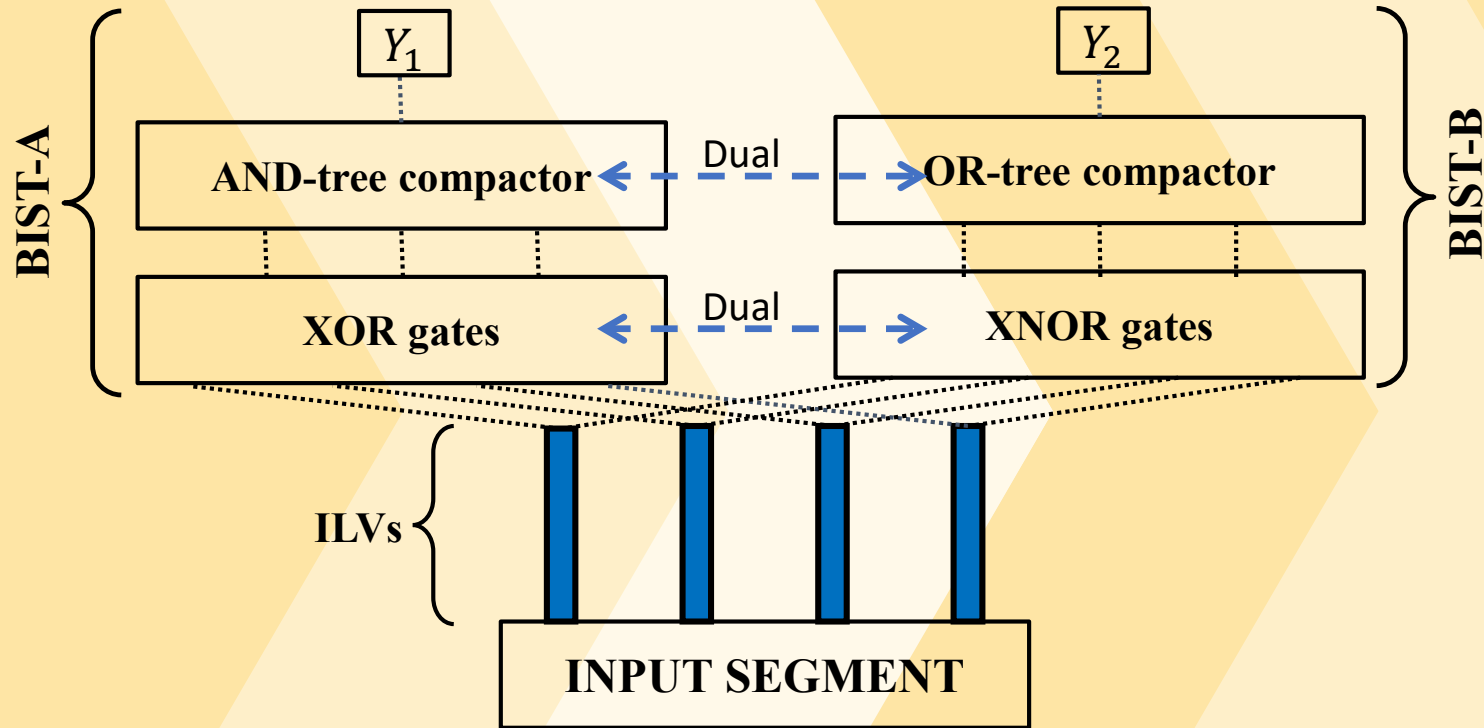 Y₁
Y₂
BIST-A
AND-tree compactor
Dual
OR-tree compactor
BIST-B
XOR gates
Dual
XNOR gates
ILVs
INPUT SEGMENT